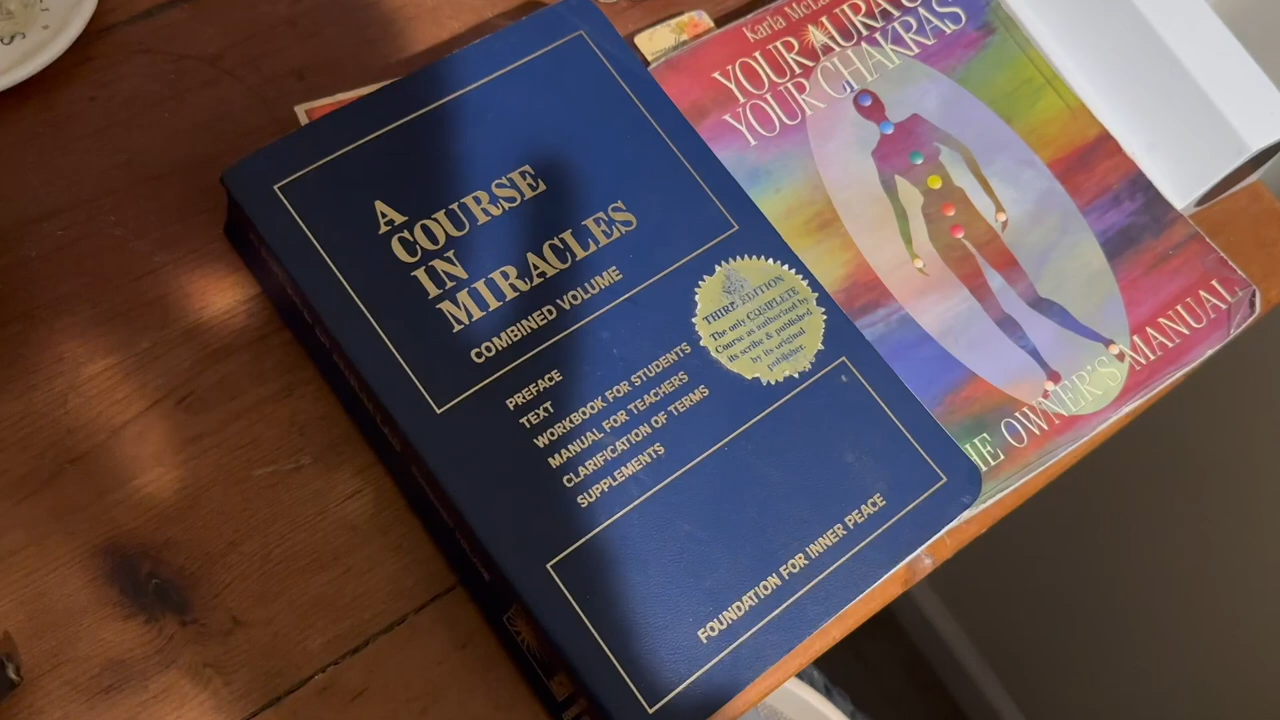 A
COURSE
IN
MIRACLES
COMBINED VOLUME
PREFACE
TEXT
WORKBOOK FOR STUDENTS
MANUAL FOR TEACHERS
CLARIFICATION OF TERMS
SUPPLEMENTS
THIRD EDITION
The only COMPLETE
Course as authorized by
its scribe & published
by its original
publisher.
FOUNDATION FOR INNER PEACE
Karla
YOUR AURA &
YOUR CHAKRAS
OWNER'S MANUAL